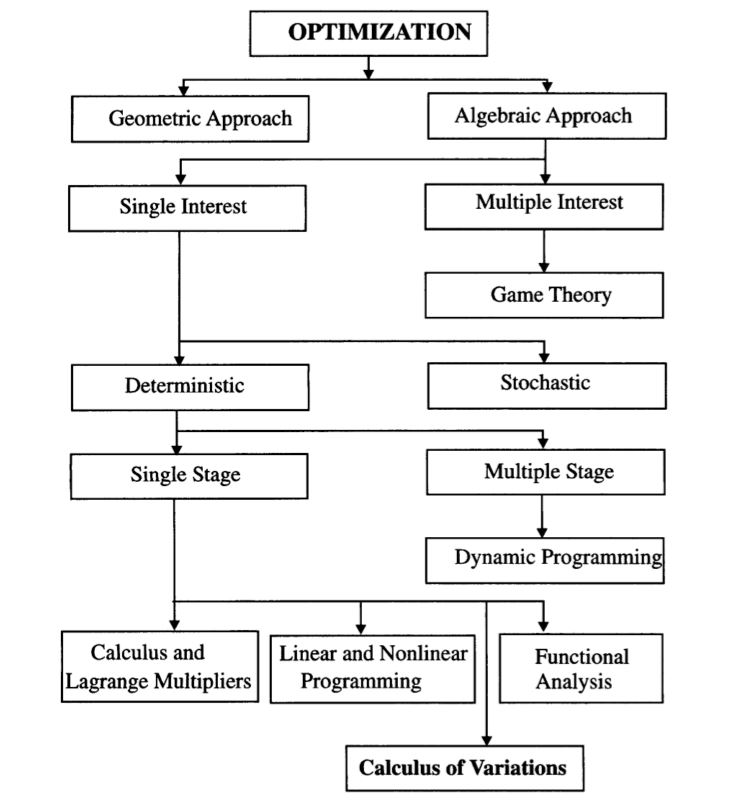 OPTIMIZATION
Geometric Approach
Algebraic Approach
Single Interest
Multiple Interest
Game Theory
Deterministic
Stochastic
Single Stage
Multiple Stage
Dynamic Programming
Calculus and
Lagrange Multipliers
Linear and Nonlinear
Programming
Functional
Analysis
Calculus of Variations